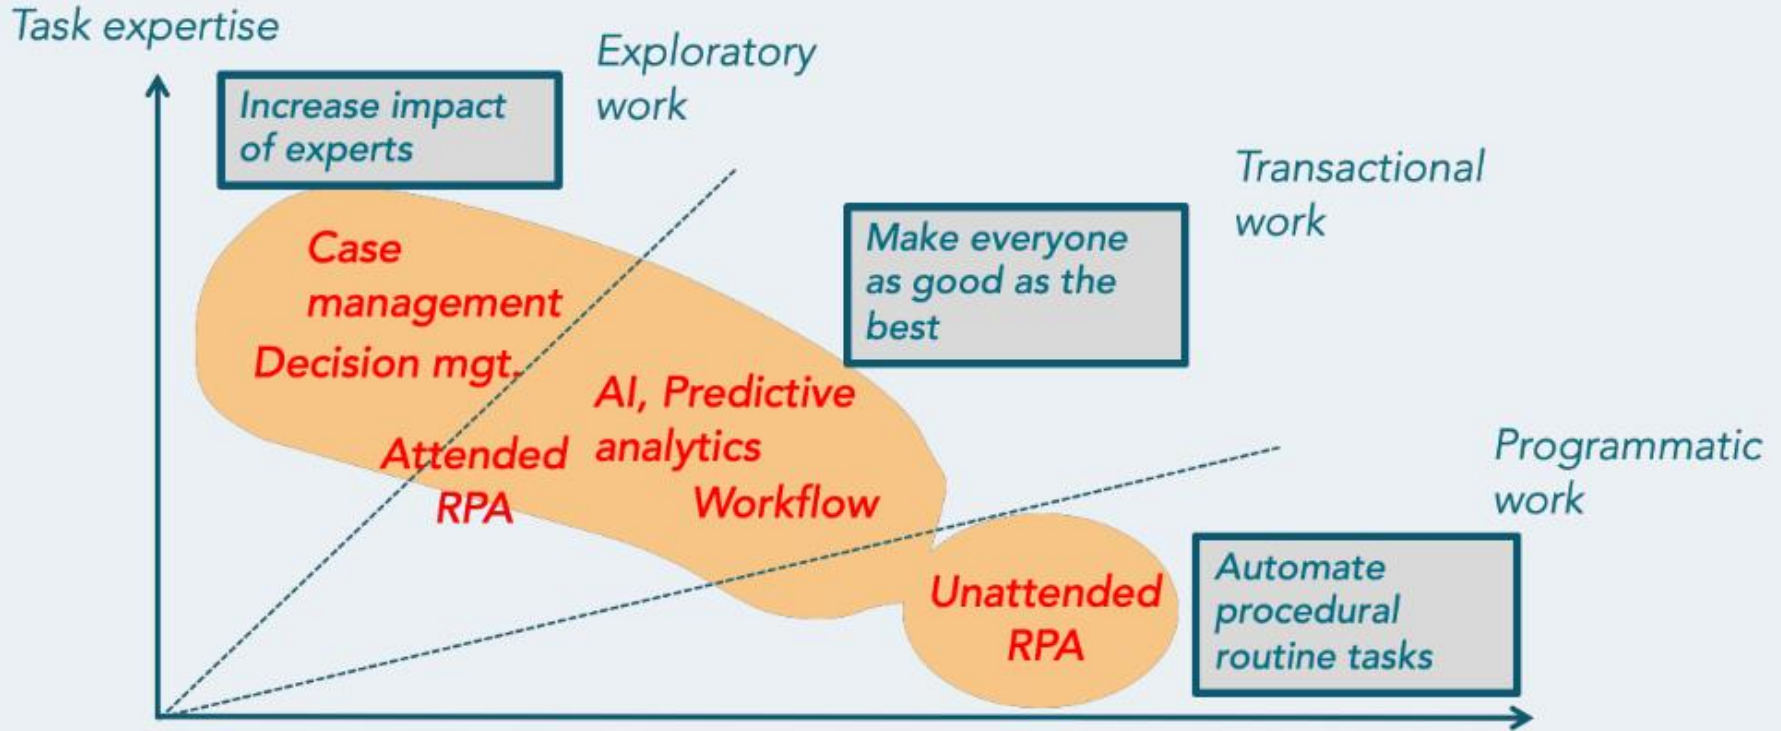 Task expertise
Exploratory
work
Increase impact
of experts
Transactional
work
Make everyone
as good as the
best
Case
management
Decision mgt.
AI, Predictive
analytics
Attended
RPA
Workflow
Programmatic
work
Automate
procedural
routine tasks
Unattended
RPA